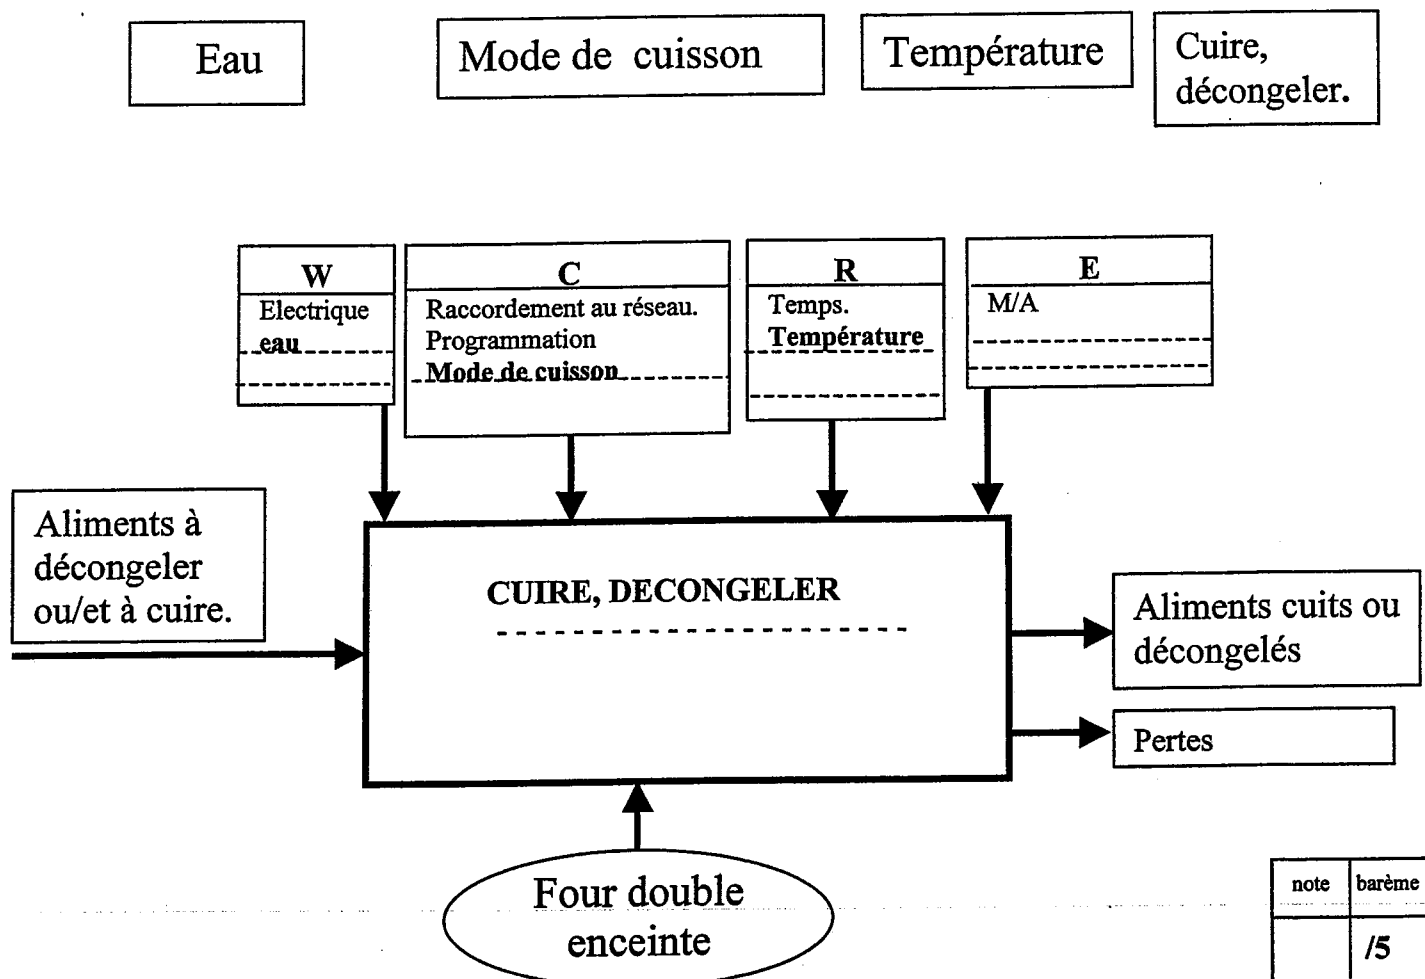 Eau
Mode de cuisson
Température
Cuire,
décongeler.
W
Electrique
eau
C
Raccordement au réseau.
Programmation
Mode de cuisson
R
Temps.
Température
E
M/A
Aliments à
décongeler
ou/et à cuire.
CUIRE, DECONGELER
Aliments cuits ou
décongelés
Pertes
Four double
enceinte
note barème
/5